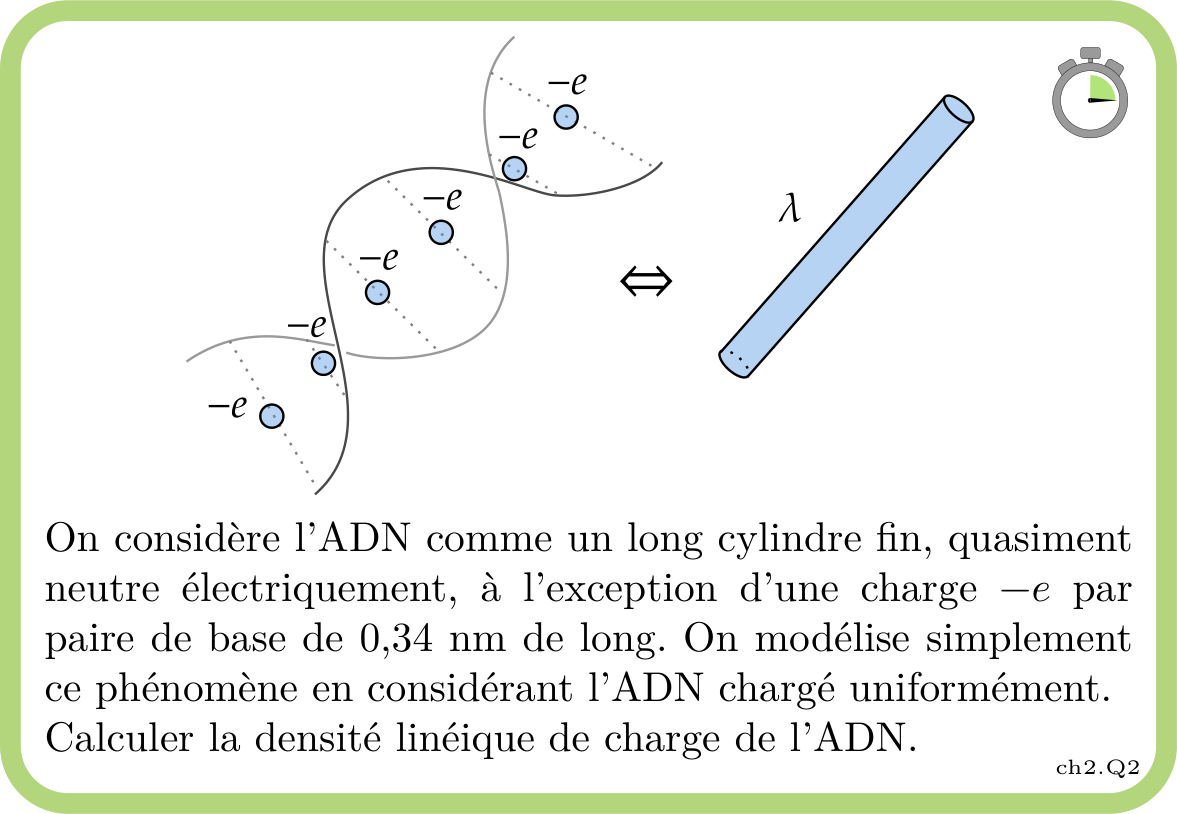 −e
−e
−e
−e
−e
−e
λ
⇔
On considère l'ADN comme un long cylindre fin, quasiment
neutre électriquement, à l'exception d'une charge −e par
paire de base de 0,34 nm de long. On modélise simplement
ce phénomène en considérant l'ADN chargé uniformément.
Calculer la densité linéique de charge de l'ADN.
ch2.Q2